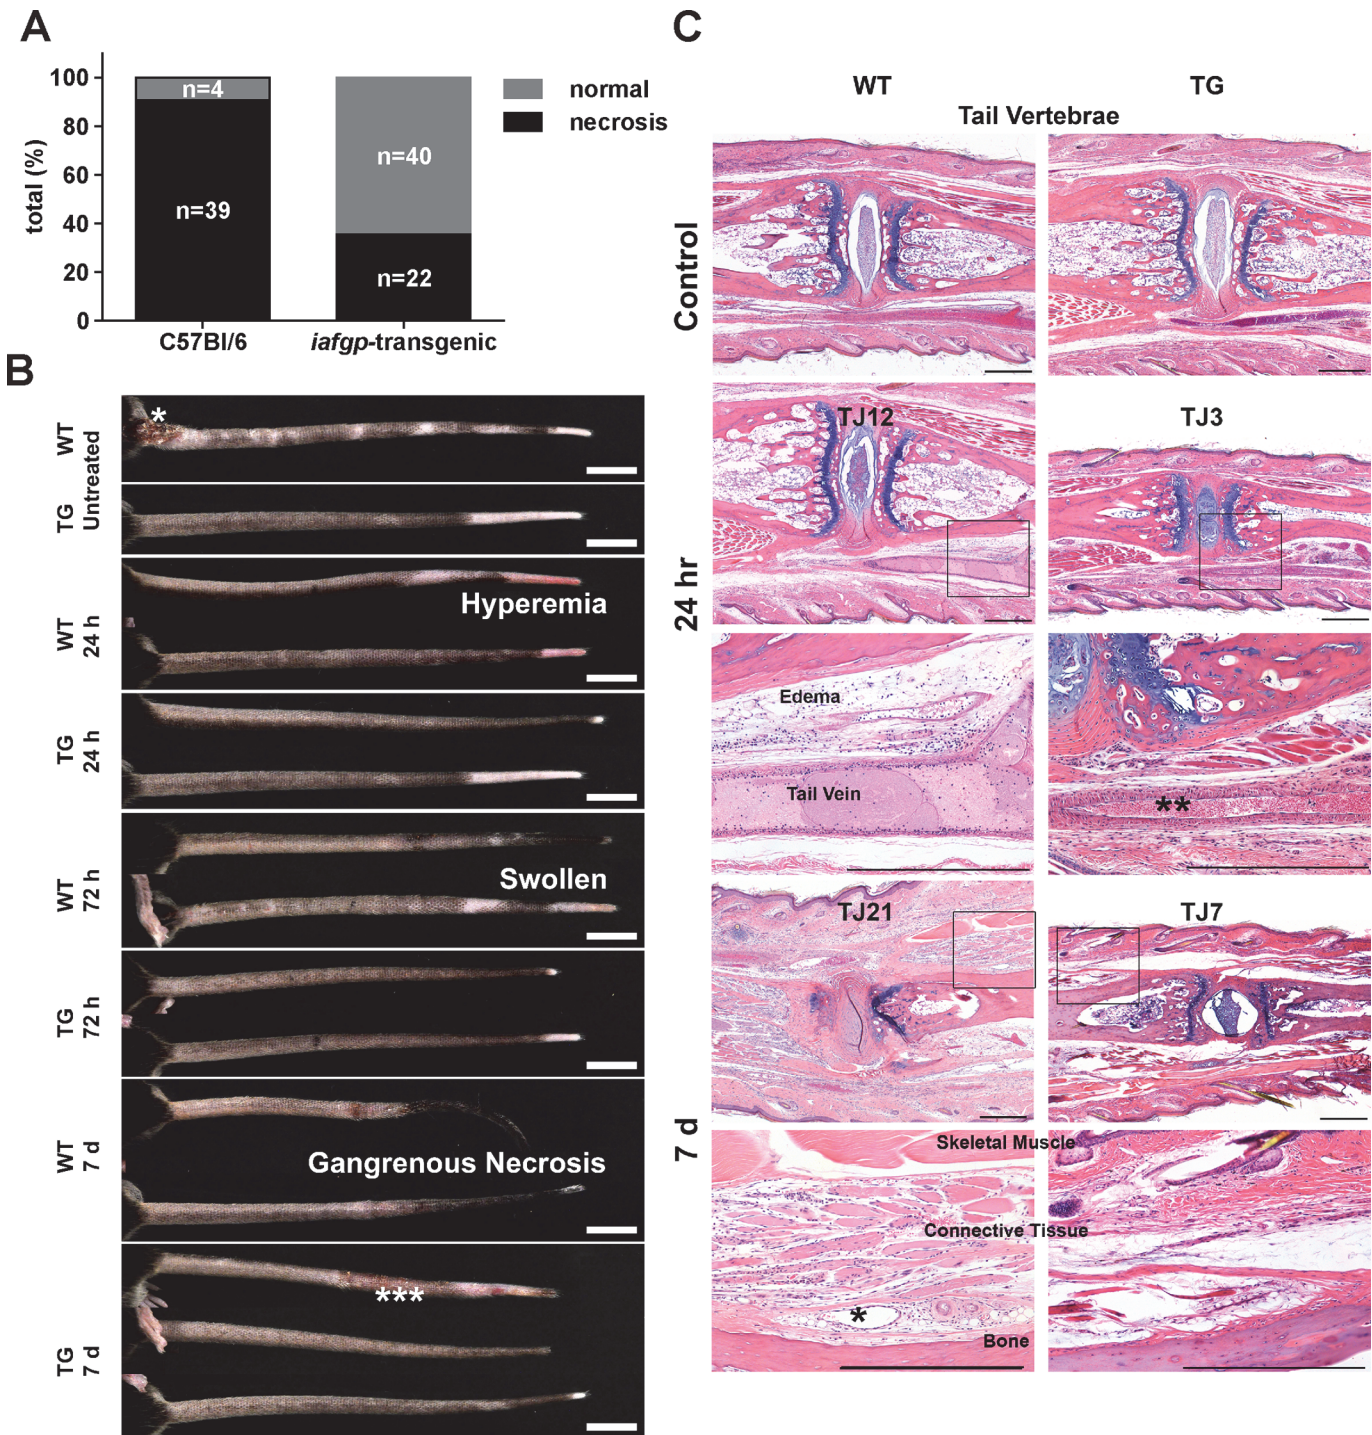 A
100
80
60
40
20
0
total (%)
n=4
n=39
n=40
n=22
C57Bl/6
iafgp-transgenic
normal
necrosis
B
WT
TG
Untreated
*
WT
24 h
Hyperemia
TG
24 h
WT
72 h
Swollen
TG
72 h
WT
7 d
Gangrenous Necrosis
TG
7 d
***
C
WT
TG
Tail Vertebrae
Control
24 hr
TJ12
TJ3
Edema
Tail Vein
**
7 d
TJ21
TJ7
Skeletal Muscle
Connective Tissue
*
Bone